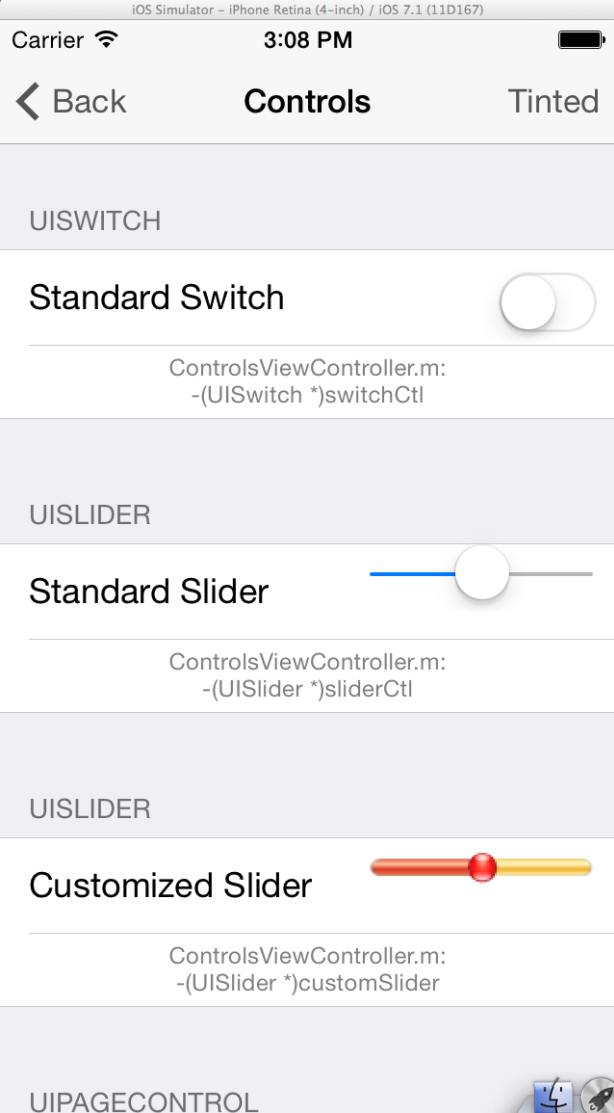 iOS Simulator – iPhone Retina (4-inch) / iOS 7.1 (11D167)
Carrier 3:08 PM
Back Controls Tinted
UISWITCH
Standard Switch
ControlsViewController.m:
-(UISwitch *)switchCtl
UISLIDER
Standard Slider
ControlsViewController.m:
-(UISlider *)sliderCtl
UISLIDER
Customized Slider
ControlsViewController.m:
-(UISlider *)customSlider
UIPAGECONTROL